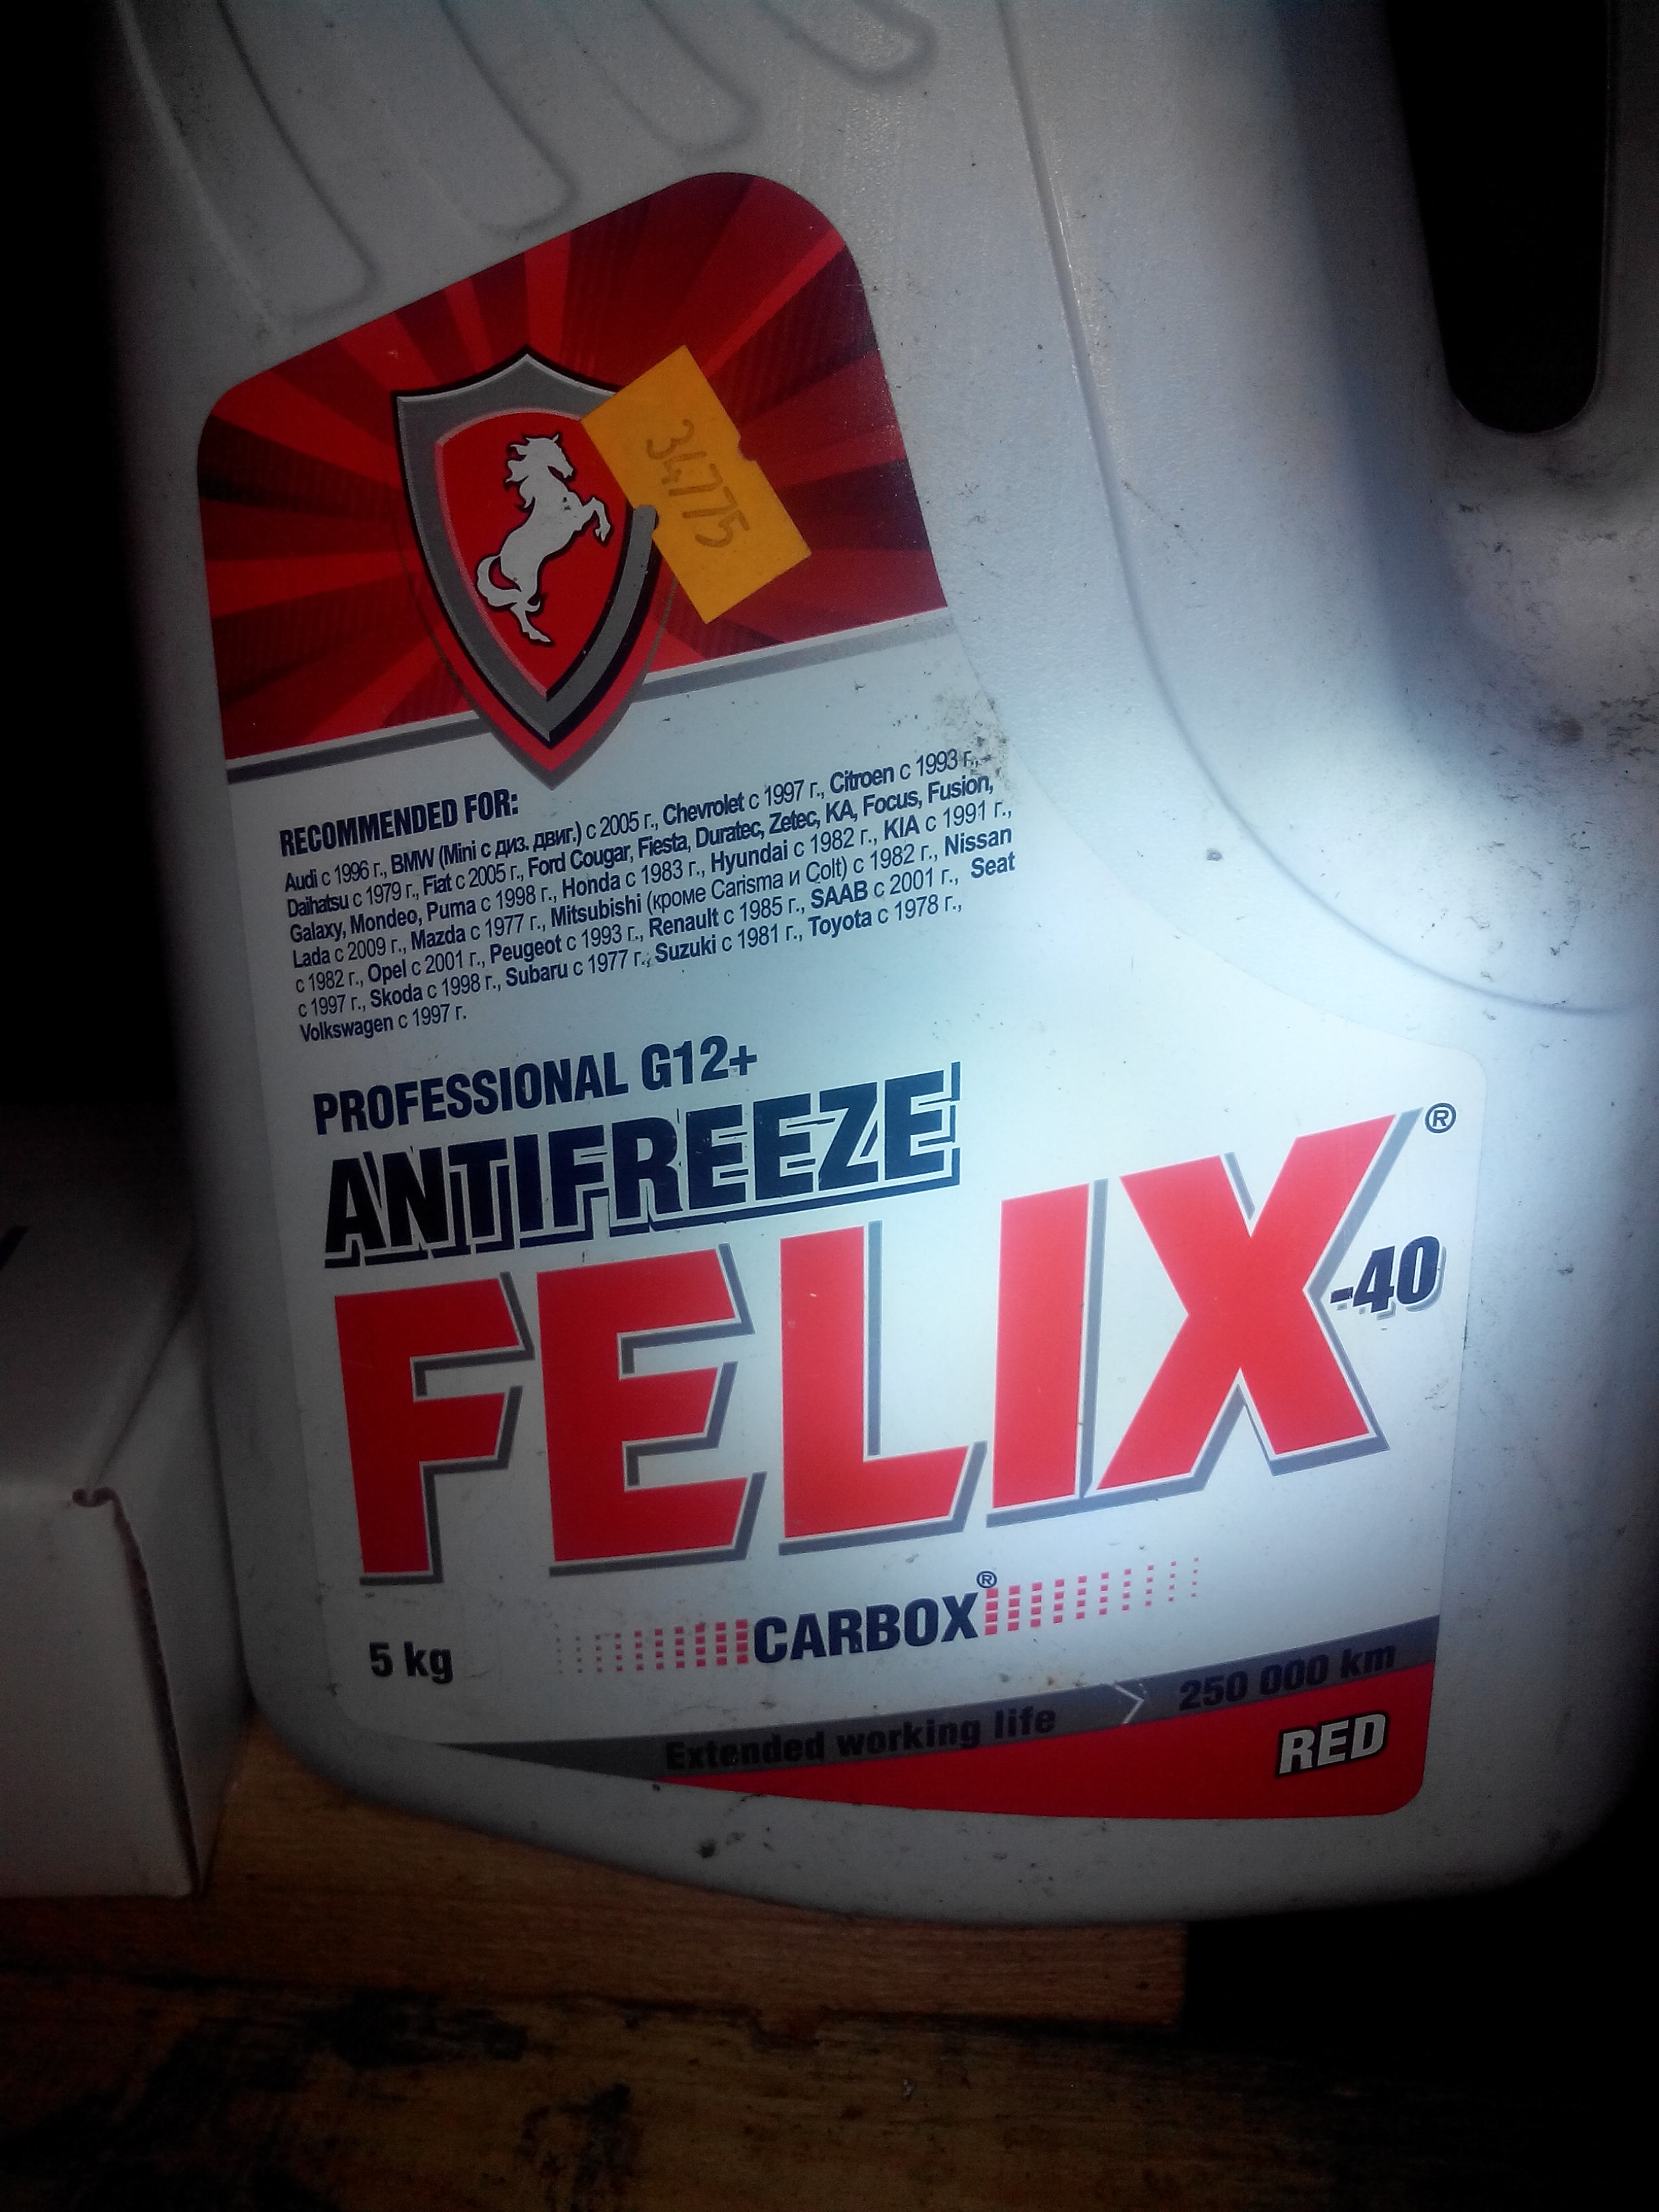 34775
RECOMMENDED FOR:
Audi с 1996 г., BMW (Mini с диз. двиг.) с 2005 г., Chevrolet с 1997 г., Citroen с 1993 г.,
Daihatsu с 1979 г., Fiat с 2005 г., Ford Cougar, Fiesta, Duratec, Zetec, KA, Focus, Fusion,
Galaxy, Mondeo, Puma с 1998 г., Honda с 1983 г., Hyundai с 1982 г., KIA с 1991 г.,
Lada с 2009 г., Mazda с 1977 г., Mitsubishi (кроме Carisma и Colt) с 1982 г., Nissan
с 1982 г., Opel с 2001 г., Peugeot с 1993 г., Renault с 1985 г., SAAB с 2001 г., Seat
с 1997 г., Skoda с 1998 г., Subaru с 1977 г., Suzuki с 1981 г., Toyota с 1978 г.,
Volkswagen с 1997 г.
PROFESSIONAL G12+
ANTIFREEZE
FELIX®
-40
CARBOX®
5 kg
Extended working life 250 000 km
RED